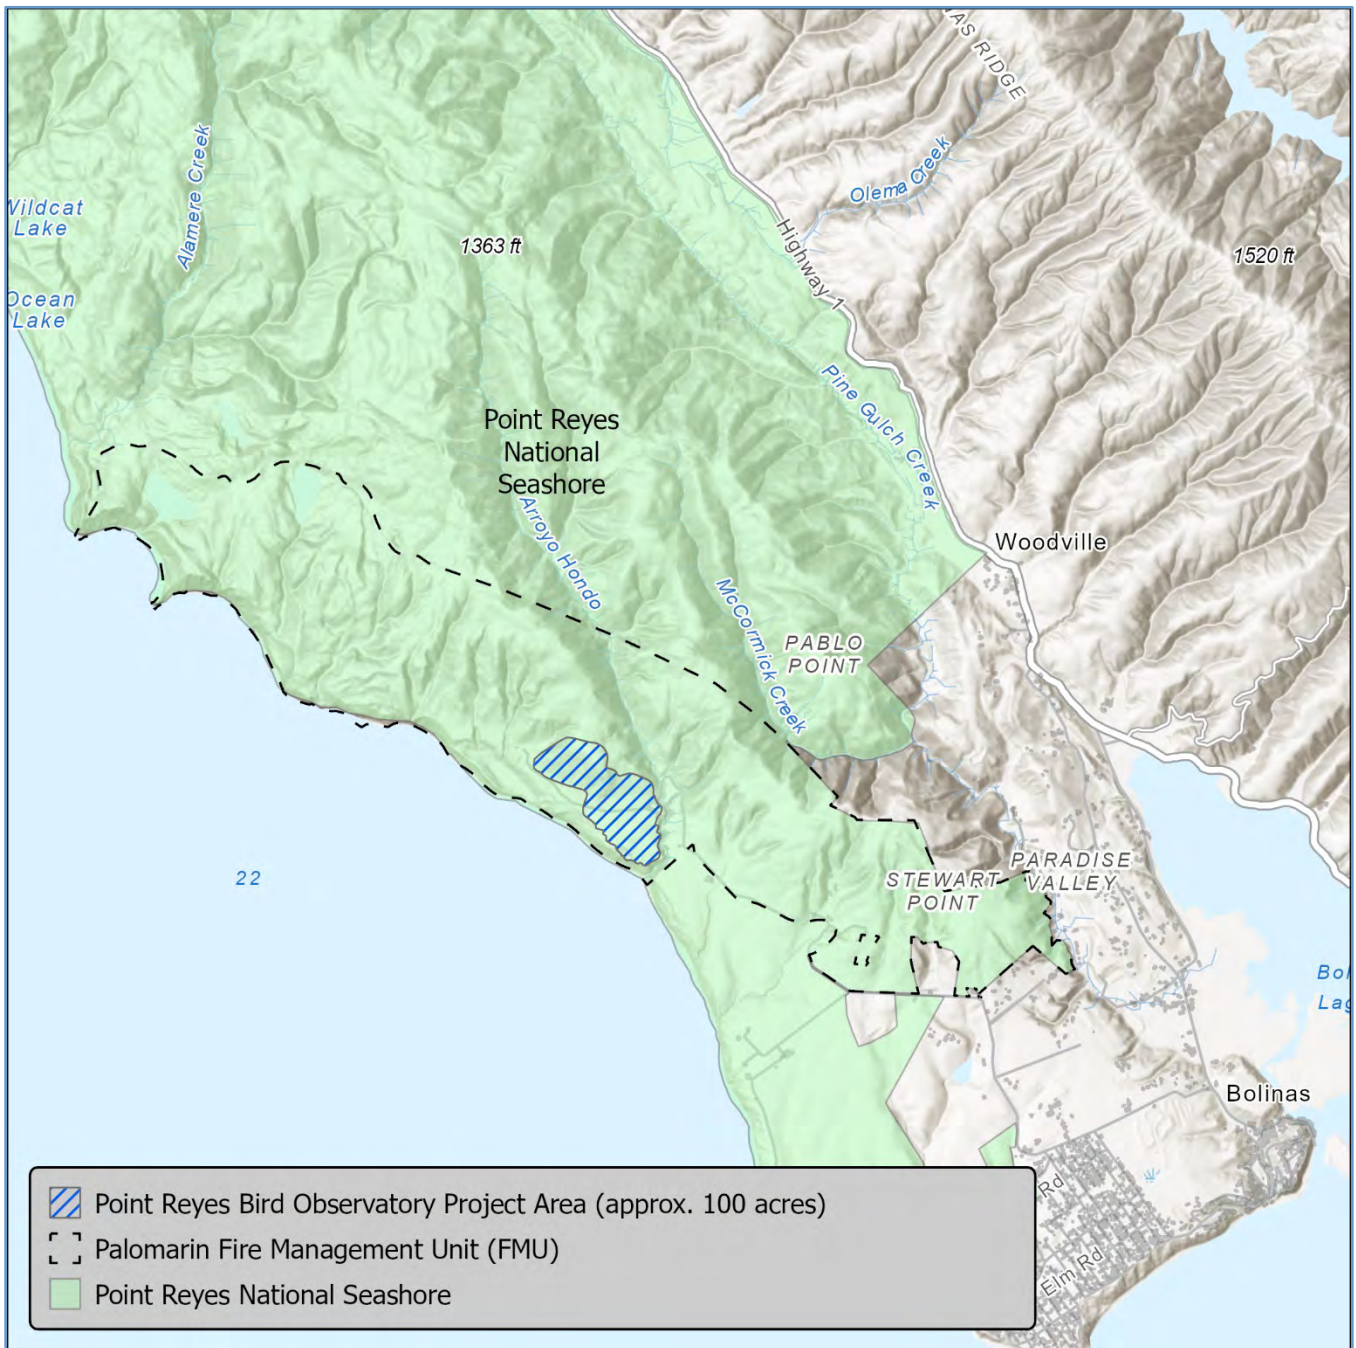 AS RIDGE
Alamere Creek
Olema Creek
Wildcat
Lake
1363 ft
Highway 1
1520 ft
Ocean
Lake
Pine Gulch Creek
Point Reyes
National
Seashore
Arroyo Hondo
Woodville
McCormick Creek
PABLO
POINT
22
STEWART
POINT
PARADISE
VALLEY
Bol
Lag
Bolinas
Rd
Elm Rd
Point Reyes Bird Observatory Project Area (approx. 100 acres)
Palomarin Fire Management Unit (FMU)
Point Reyes National Seashore